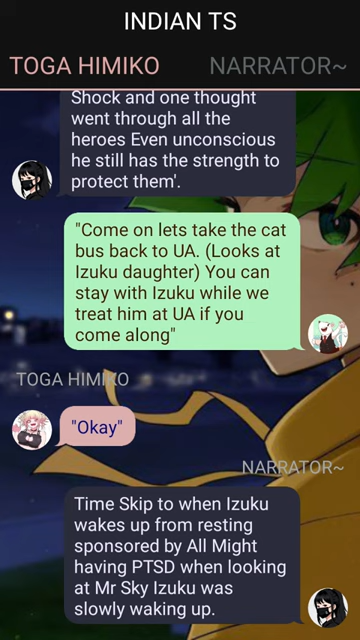 INDIAN TS
TOGA HIMIKO NARRATOR~
Shock and one thought
went through all the
heroes Even unconscious
he still has the strength to
protect them'.
"Come on lets take the cat
bus back to UA. (Looks at
Izuku daughter) You can
stay with Izuku while we
treat him at UA if you
come along"
TOGA HIMIKO
"Okay"
NARRATOR~
Time Skip to when Izuku
wakes up from resting
sponsored by All Might
having PTSD when looking
at Mr Sky Izuku was
slowly waking up.